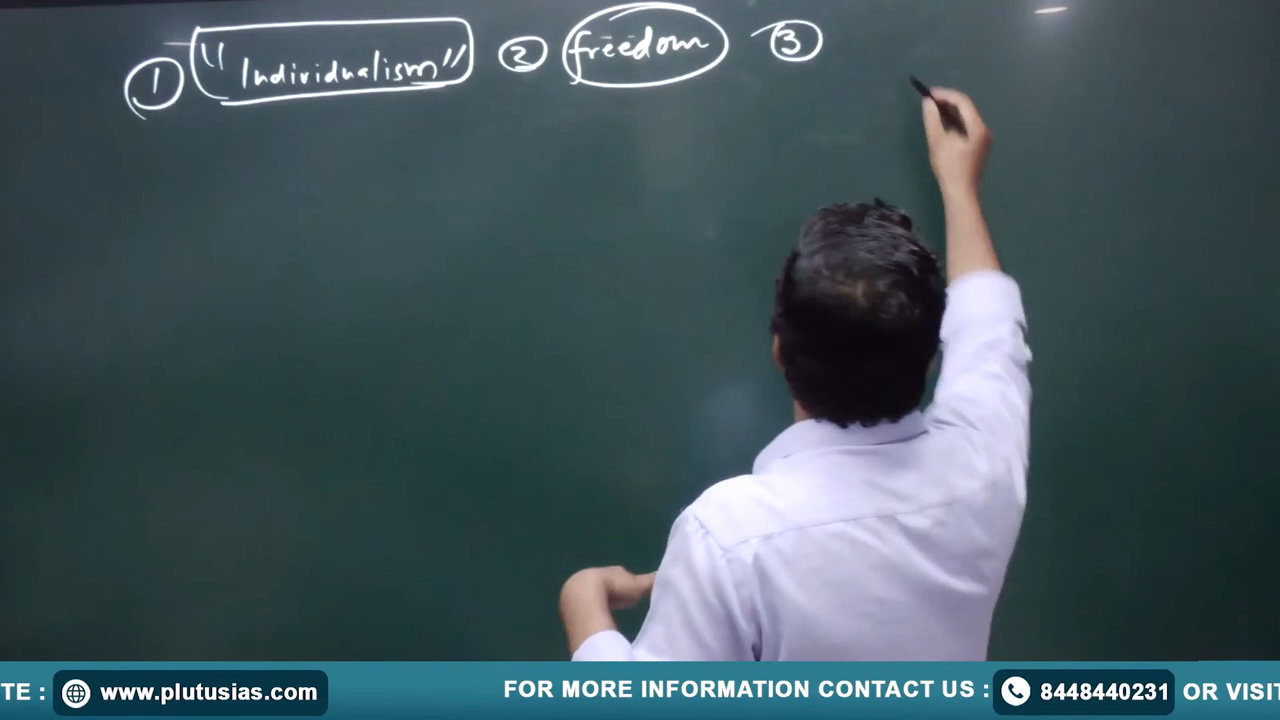 ① "Individualism" ② freedom ③
TE : www.plutusias.com FOR MORE INFORMATION CONTACT US : 8448440231 OR VISIT